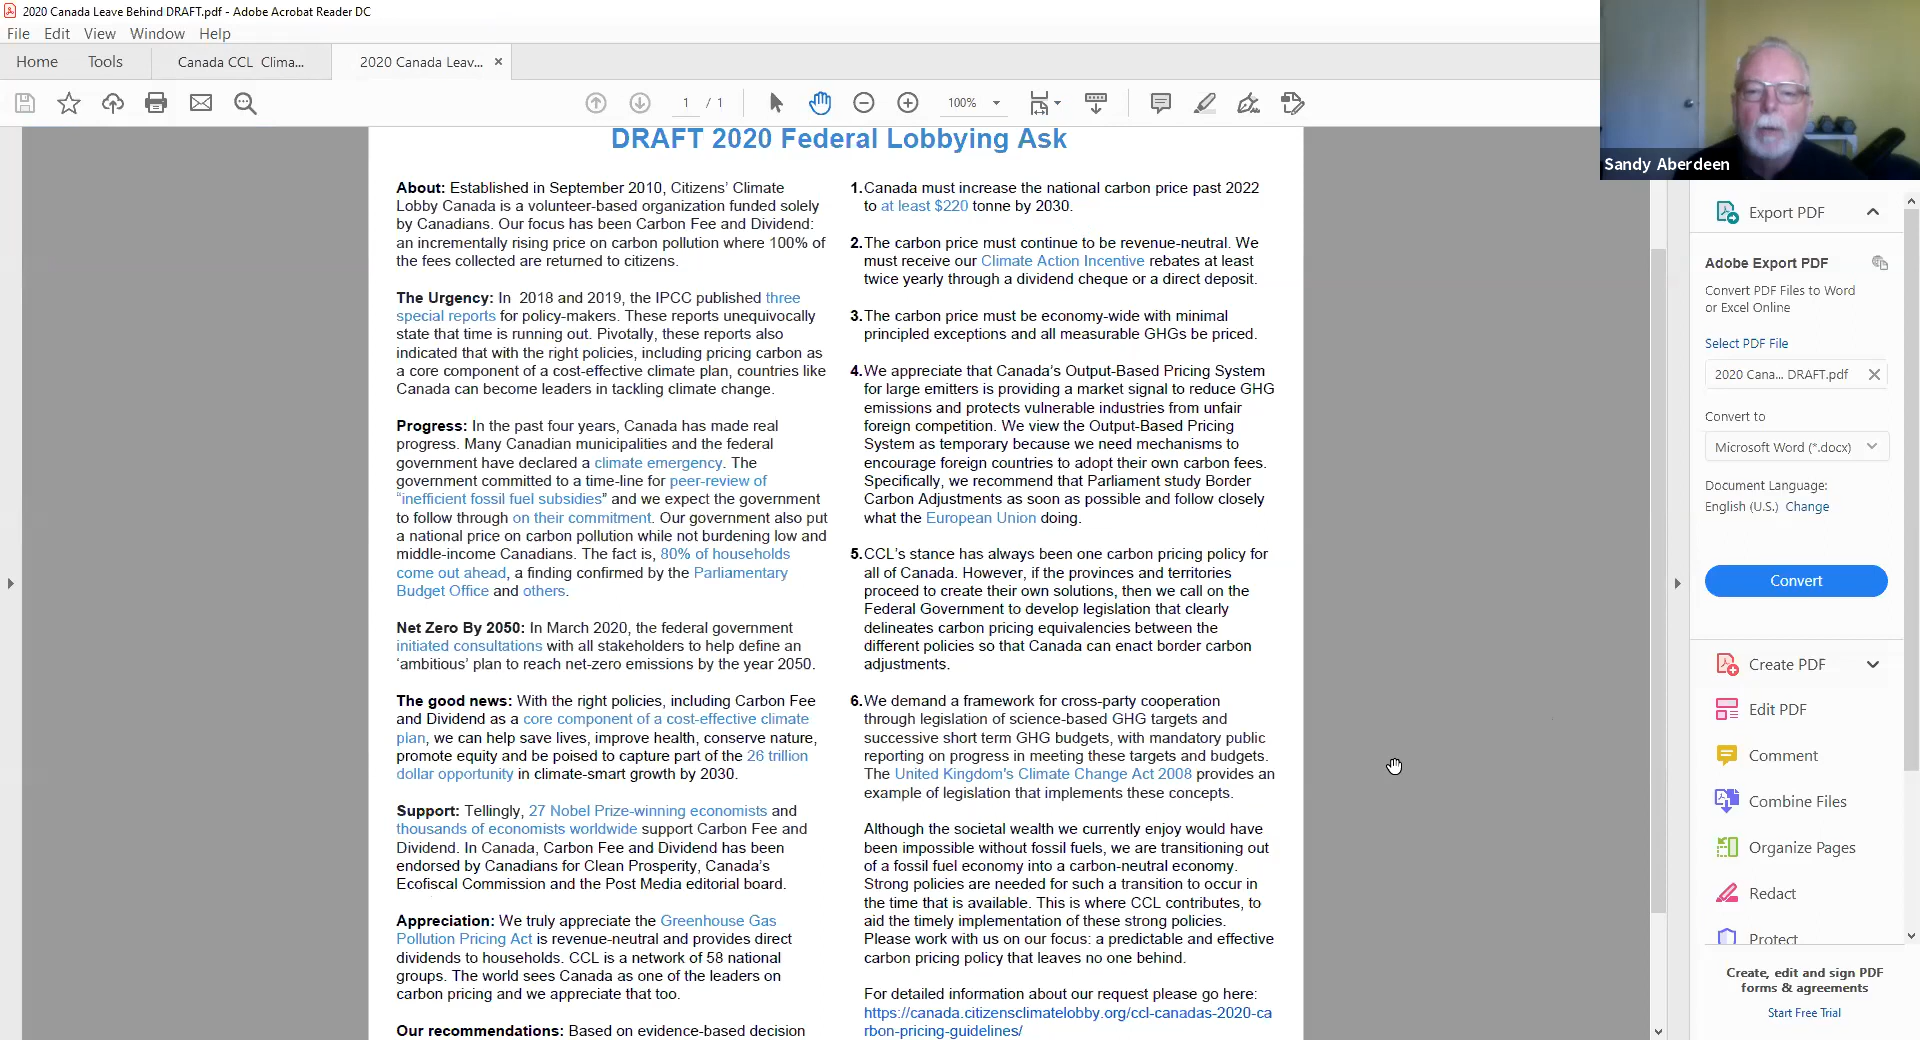 2020 Canada Leave Behind DRAFT.pdf - Adobe Acrobat Reader DC
File Edit View Window Help
Home Tools Canada CCL Clima... 2020 Canada Leav... ×
1 / 1 100%
Sandy Aberdeen
DRAFT 2020 Federal Lobbying Ask
About: Established in September 2010, Citizens' Climate
Lobby Canada is a volunteer-based organization funded solely
by Canadians. Our focus has been Carbon Fee and Dividend:
an incrementally rising price on carbon pollution where 100% of
the fees collected are returned to citizens.
The Urgency: In 2018 and 2019, the IPCC published three
special reports for policy-makers. These reports unequivocally
state that time is running out. Pivotally, these reports also
indicated that with the right policies, including pricing carbon as
a core component of a cost-effective climate plan, countries like
Canada can become leaders in tackling climate change.
Progress: In the past four years, Canada has made real
progress. Many Canadian municipalities and the federal
government have declared a climate emergency. The
government committed to a time-line for peer-review of
“inefficient fossil fuel subsidies” and we expect the government
to follow through on their commitment. Our government also put
a national price on carbon pollution while not burdening low and
middle-income Canadians. The fact is, 80% of households
come out ahead, a finding confirmed by the Parliamentary
Budget Office and others.
Net Zero By 2050: In March 2020, the federal government
initiated consultations with all stakeholders to help define an
‘ambitious’ plan to reach net-zero emissions by the year 2050.
The good news: With the right policies, including Carbon Fee
and Dividend as a core component of a cost-effective climate
plan, we can help save lives, improve health, conserve nature,
promote equity and be poised to capture part of the 26 trillion
dollar opportunity in climate-smart growth by 2030.
Support: Tellingly, 27 Nobel Prize-winning economists and
thousands of economists worldwide support Carbon Fee and
Dividend. In Canada, Carbon Fee and Dividend has been
endorsed by Canadians for Clean Prosperity, Canada's
Ecofiscal Commission and the Post Media editorial board.
Appreciation: We truly appreciate the Greenhouse Gas
Pollution Pricing Act is revenue-neutral and provides direct
dividends to households. CCL is a network of 58 national
groups. The world sees Canada as one of the leaders on
carbon pricing and we appreciate that too.
Our recommendations: Based on evidence-based decision
1. Canada must increase the national carbon price past 2022
to at least $220 tonne by 2030.
2. The carbon price must continue to be revenue-neutral. We
must receive our Climate Action Incentive rebates at least
twice yearly through a dividend cheque or a direct deposit.
3. The carbon price must be economy-wide with minimal
principled exceptions and all measurable GHGs be priced.
4. We appreciate that Canada's Output-Based Pricing System
for large emitters is providing a market signal to reduce GHG
emissions and protects vulnerable industries from unfair
foreign competition. We view the Output-Based Pricing
System as temporary because we need mechanisms to
encourage foreign countries to adopt their own carbon fees.
Specifically, we recommend that Parliament study Border
Carbon Adjustments as soon as possible and follow closely
what the European Union doing.
5. CCL's stance has always been one carbon pricing policy for
all of Canada. However, if the provinces and territories
proceed to create their own solutions, then we call on the
Federal Government to develop legislation that clearly
delineates carbon pricing equivalencies between the
different policies so that Canada can enact border carbon
adjustments.
6. We demand a framework for cross-party cooperation
through legislation of science-based GHG targets and
successive short term GHG budgets, with mandatory public
reporting on progress in meeting these targets and budgets.
The United Kingdom's Climate Change Act 2008 provides an
example of legislation that implements these concepts.
Although the societal wealth we currently enjoy would have
been impossible without fossil fuels, we are transitioning out
of a fossil fuel economy into a carbon-neutral economy.
Strong policies are needed for such a transition to occur in
the time that is available. This is where CCL contributes, to
aid the timely implementation of these strong policies.
Please work with us on our focus: a predictable and effective
carbon pricing policy that leaves no one behind.
For detailed information about our request please go here:
https://canada.citizensclimatelobby.org/ccl-canadas-2020-ca
rbon-pricing-guidelines/
Export PDF
Adobe Export PDF
Convert PDF Files to Word
or Excel Online
Select PDF File
2020 Cana... DRAFT.pdf
Convert to
Microsoft Word (*.docx)
Document Language:
English (U.S.) Change
Convert
Create PDF
Edit PDF
Comment
Combine Files
Organize Pages
Redact
Protect
Create, edit and sign PDF
forms & agreements
Start Free Trial